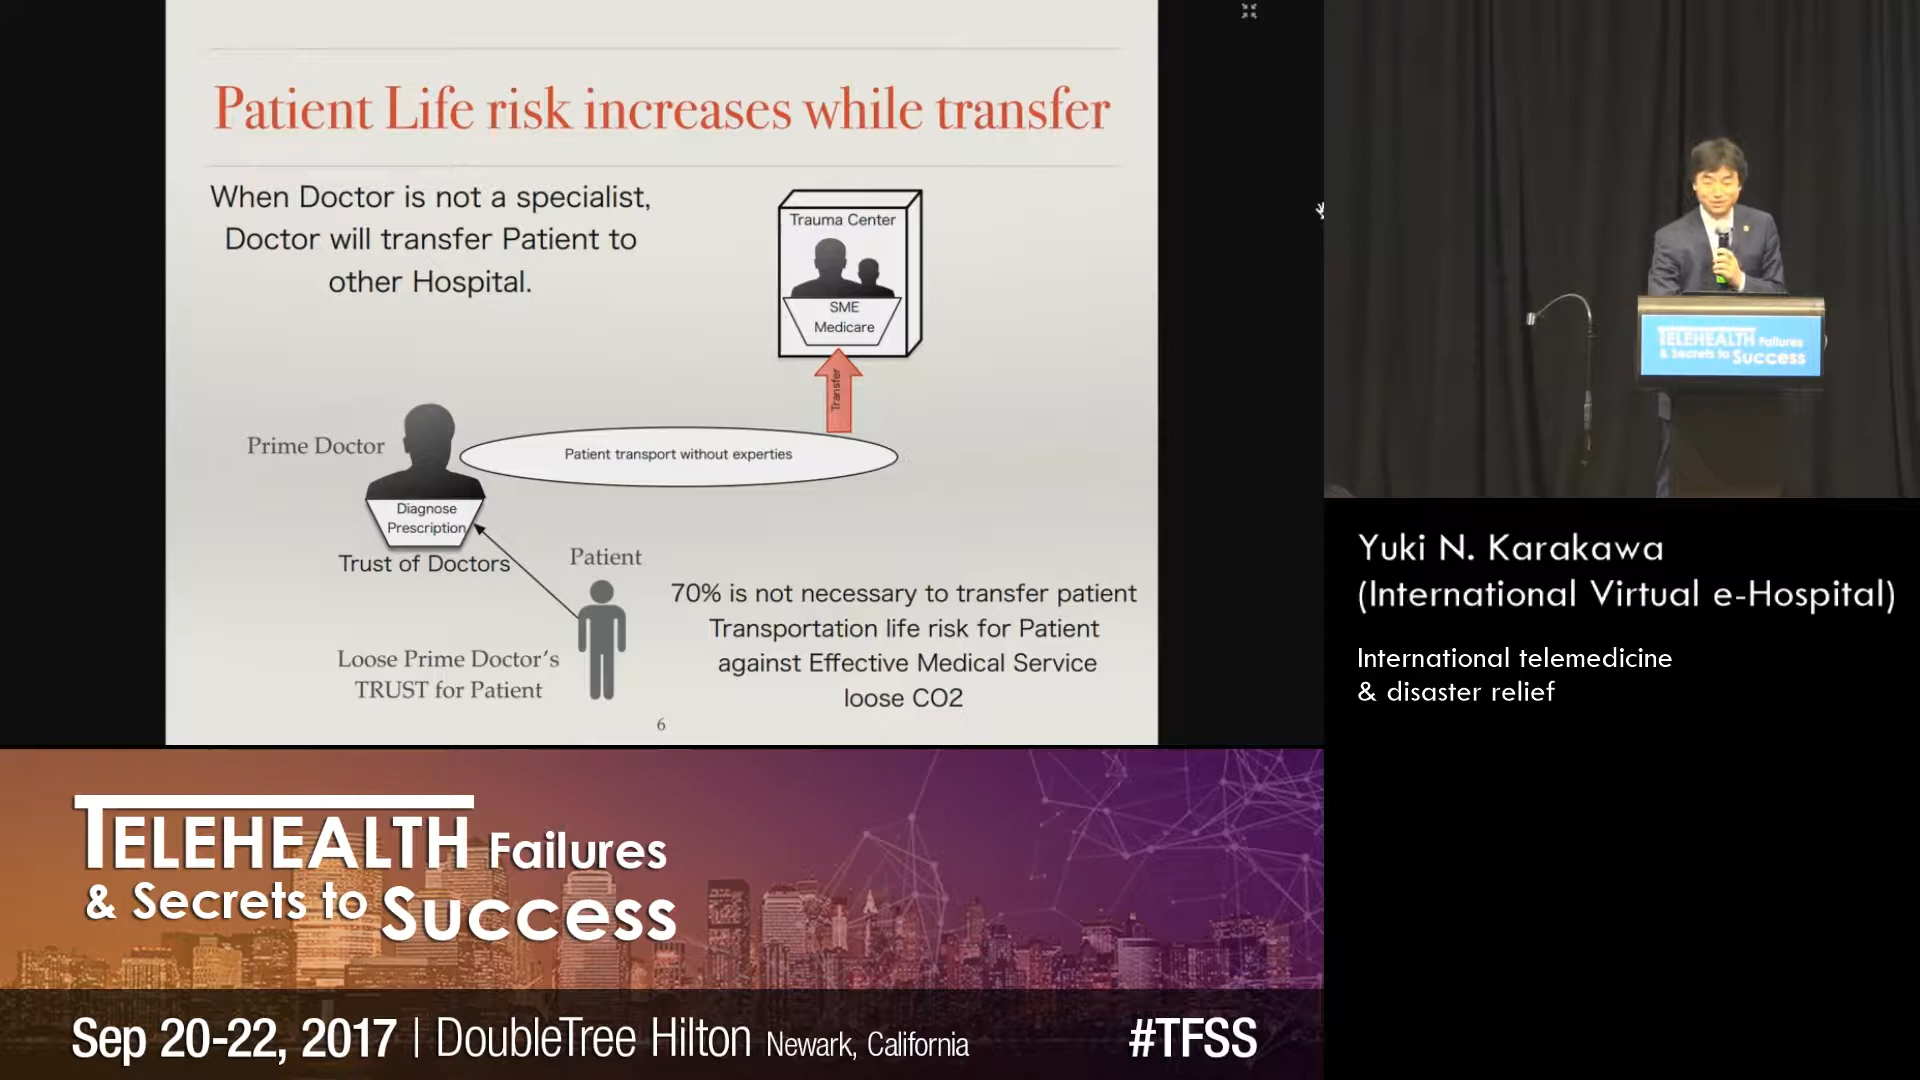 Patient Life risk increases while transfer
When Doctor is not a specialist,
Doctor will transfer Patient to
other Hospital.
Trauma Center
SME
Medicare
Transfer
Prime Doctor
Patient transport without experties
Diagnose
Prescription
Trust of Doctors
Patient
Loose Prime Doctor's
TRUST for Patient
70% is not necessary to transfer patient
Transportation life risk for Patient
against Effective Medical Service
loose CO2
6
TELEHEALTH Failures
& Secrets to Success
Yuki N. Karakawa
(International Virtual e-Hospital)
International telemedicine
& disaster relief
TELEHEALTH Failures
& Secrets to Success
Sep 20-22, 2017 | DoubleTree Hilton Newark, California
#TFSS